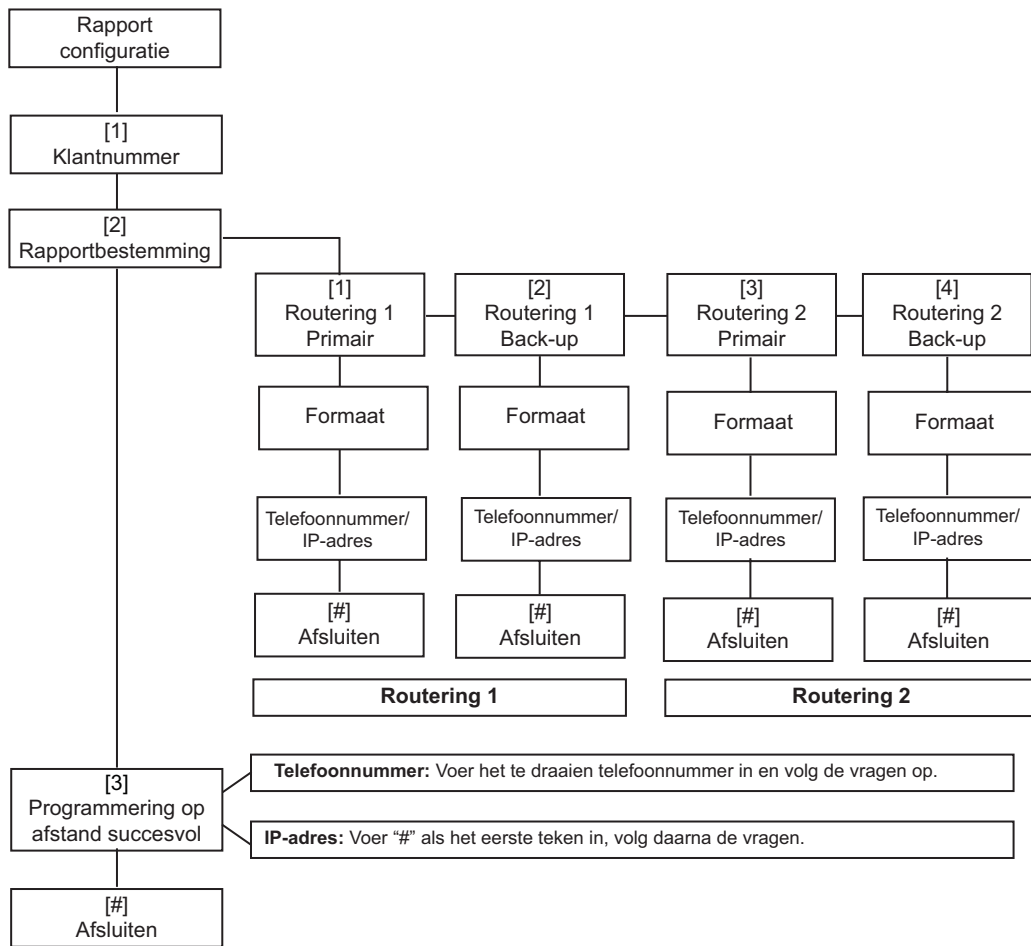 Rapport
configuratie
[1]
Klantnummer
[2]
Rapportbestemming
[1]
Routering 1
Primair
[2]
Routering 1
Back-up
[3]
Routering 2
Primair
[4]
Routering 2
Back-up
Formaat
Formaat
Formaat
Formaat
Telefoonnummer/
IP-adres
Telefoonnummer/
IP-adres
Telefoonnummer/
IP-adres
Telefoonnummer/
IP-adres
[#]
Afsluiten
[#]
Afsluiten
[#]
Afsluiten
[#]
Afsluiten
Routering 1
Routering 2
[3]
Programmering op
afstand succesvol
Telefoonnummer: Voer het te draaien telefoonnummer in en volg de vragen op.
IP-adres: Voer “#” als het eerste teken in, volg daarna de vragen.
[#]
Afsluiten